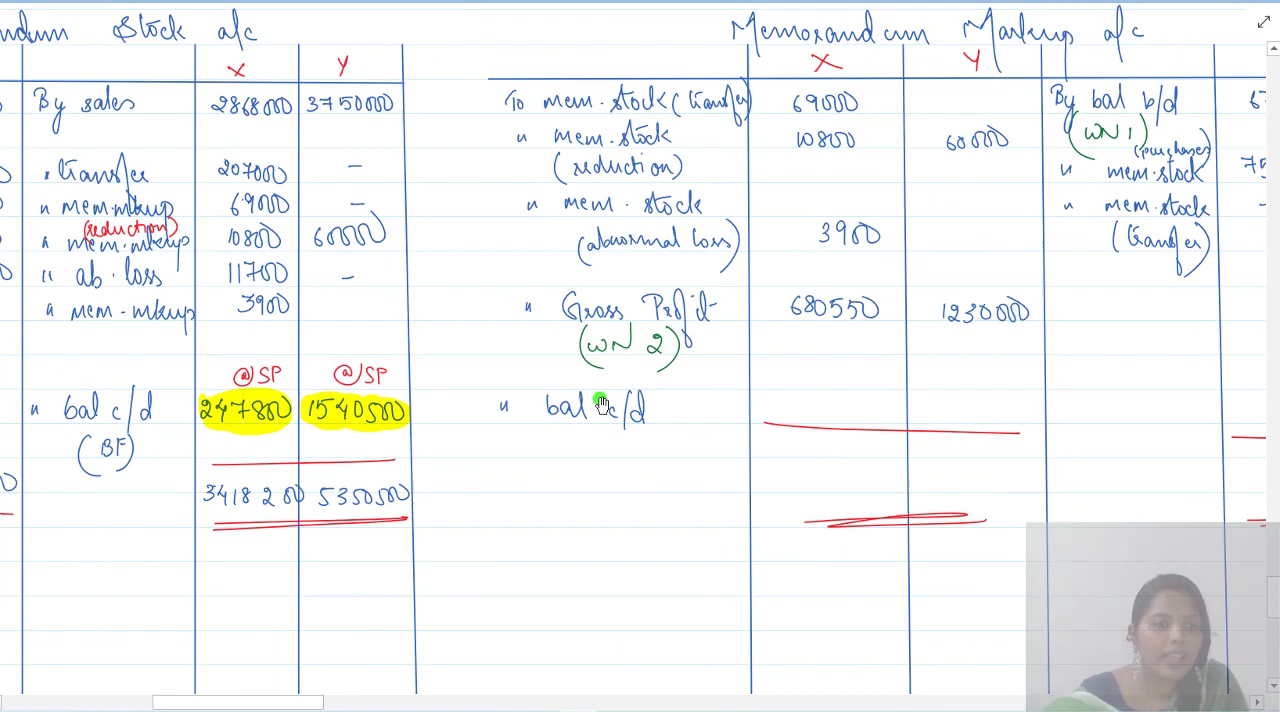 ndum Stock a/c
X Y
By sales 2868000 3750000
" transfer 207000 -
" mem.mkup 69000 -
(reduction)
" mem.mkup 10800 60000
" ab. loss 11700 -
" mem.mkup 3900
@SP @SP
" bal c/d 247800 1540500
(BF)
3418200 5350500
Memorandum Markup a/c
X Y
To mem.stock (transfer) 69000
" mem.stock 10800 60000
(reduction)
" mem.stock
(abnormal loss) 3900
" Gross Profit 680550 1230000
(WN 2)
" bal c/d
By bal b/d
(WN 1)
(purchases)
" mem.stock 75
" mem.stock -
(transfer)